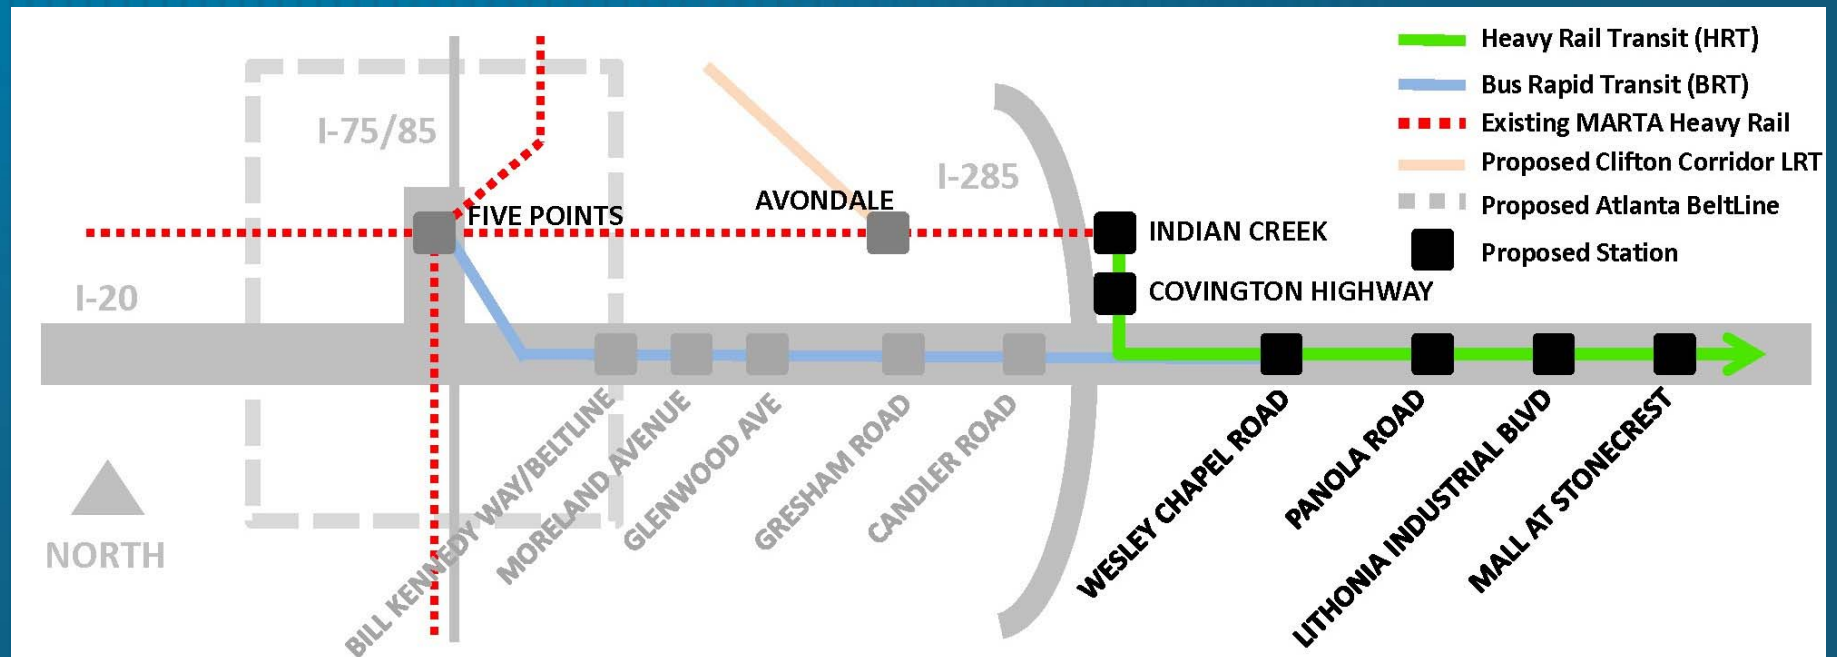 Heavy Rail Transit (HRT)
Bus Rapid Transit (BRT)
Existing MARTA Heavy Rail
Proposed Clifton Corridor LRT
Proposed Atlanta BeltLine
Proposed Station
I-75/85
I-285
AVONDALE
FIVE POINTS
INDIAN CREEK
COVINGTON HIGHWAY
I-20
BILL KENNEDY WAY/BELTLINE
MORELAND AVENUE
GLENWOOD AVE
GRESHAM ROAD
CANDLER ROAD
WESLEY CHAPEL ROAD
PANOLA ROAD
LITHONIA INDUSTRIAL BLVD
MALL AT STONECREST
NORTH